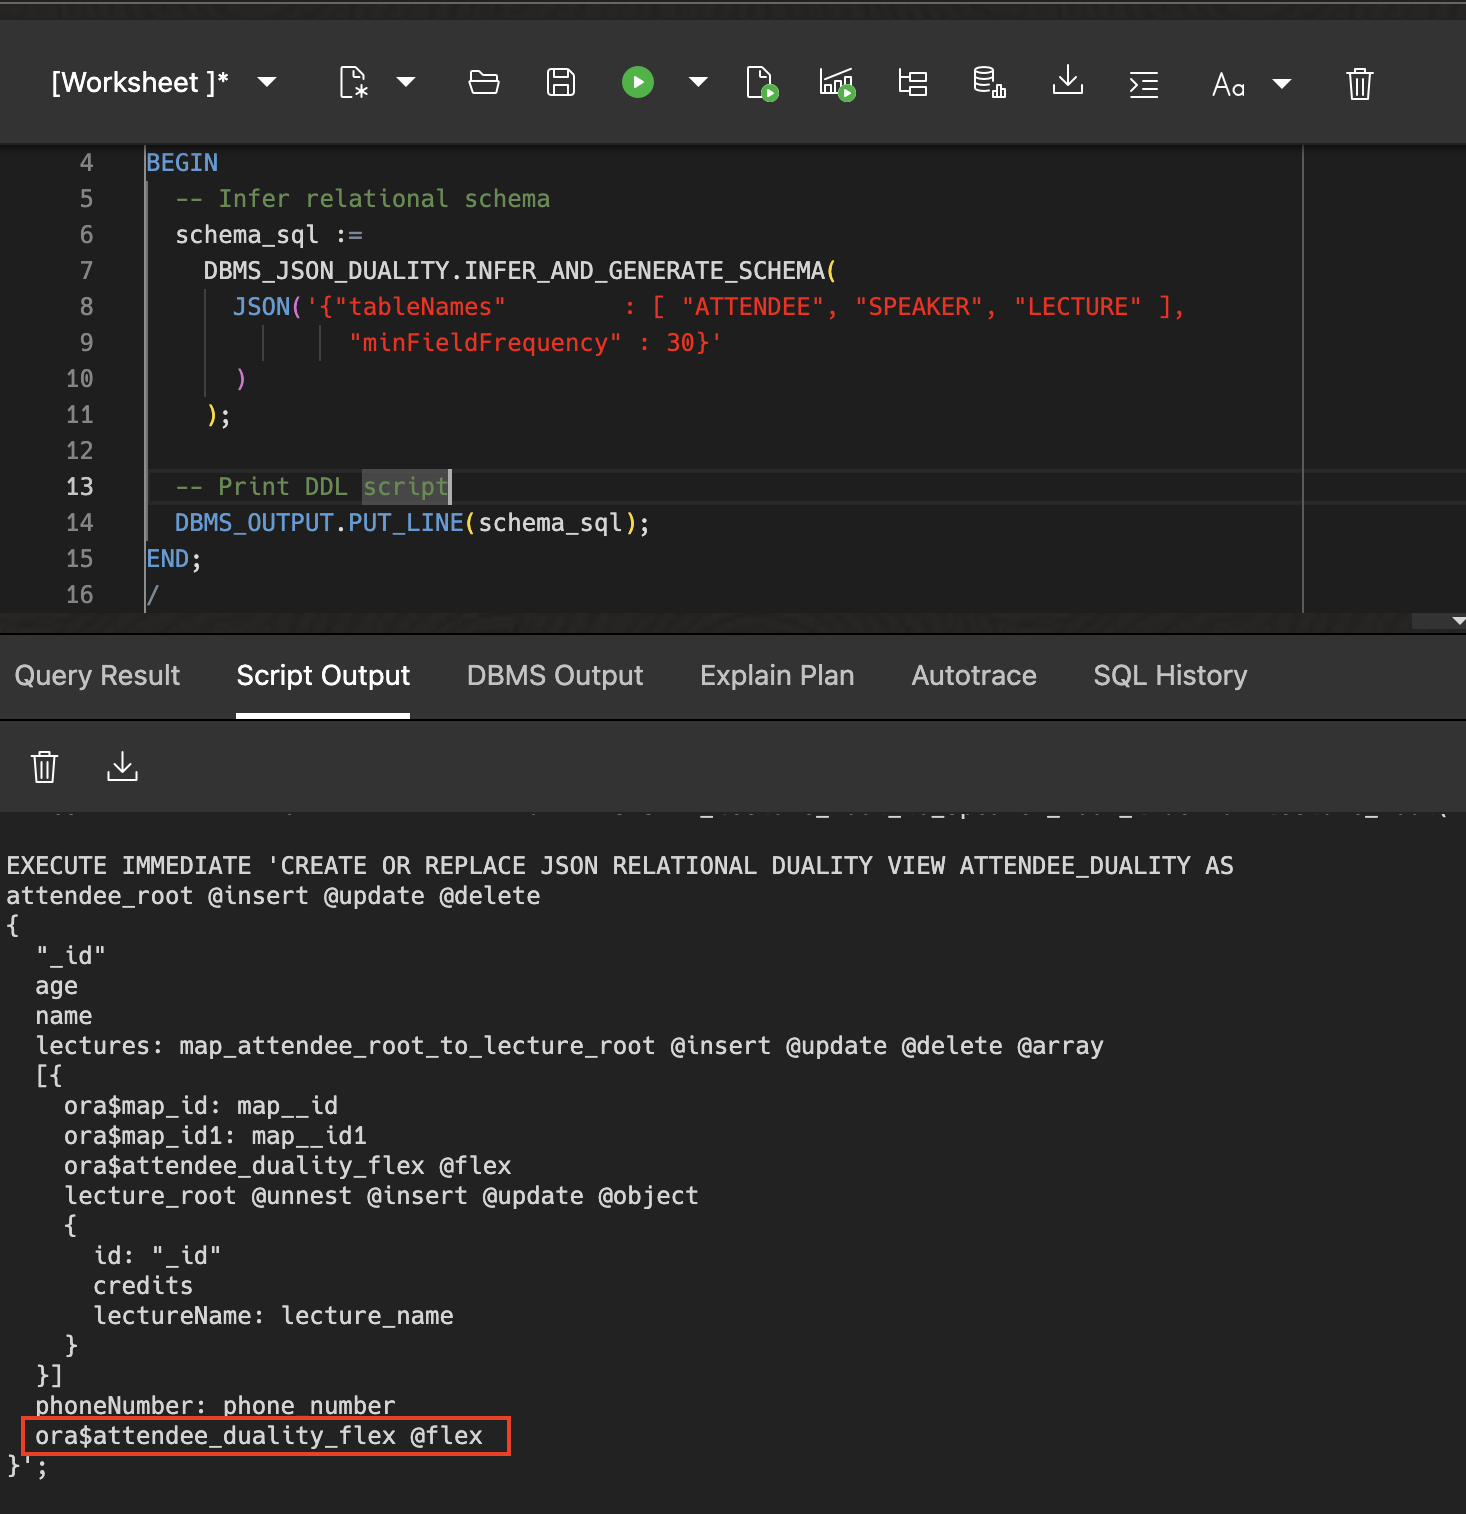 [Worksheet ]*
Aa
4 BEGIN
5 -- Infer relational schema
6 schema_sql :=
7 DBMS_JSON_DUALITY.INFER_AND_GENERATE_SCHEMA(
8 JSON('{"tableNames" : [ "ATTENDEE", "SPEAKER", "LECTURE" ],
9 "minFieldFrequency" : 30}'
10 )
11 );
12
13 -- Print DDL script
14 DBMS_OUTPUT.PUT_LINE(schema_sql);
15 END;
16 /
Query Result Script Output DBMS Output Explain Plan Autotrace SQL History
EXECUTE IMMEDIATE 'CREATE OR REPLACE JSON RELATIONAL DUALITY VIEW ATTENDEE_DUALITY AS
attendee_root @insert @update @delete
{
"_id"
age
name
lectures: map_attendee_root_to_lecture_root @insert @update @delete @array
[{
ora$map_id: map__id
ora$map_id1: map__id1
ora$attendee_duality_flex @flex
lecture_root @unnest @insert @update @object
{
id: "_id"
credits
lectureName: lecture_name
}
}]
phoneNumber: phone_number
ora$attendee_duality_flex @flex
}';